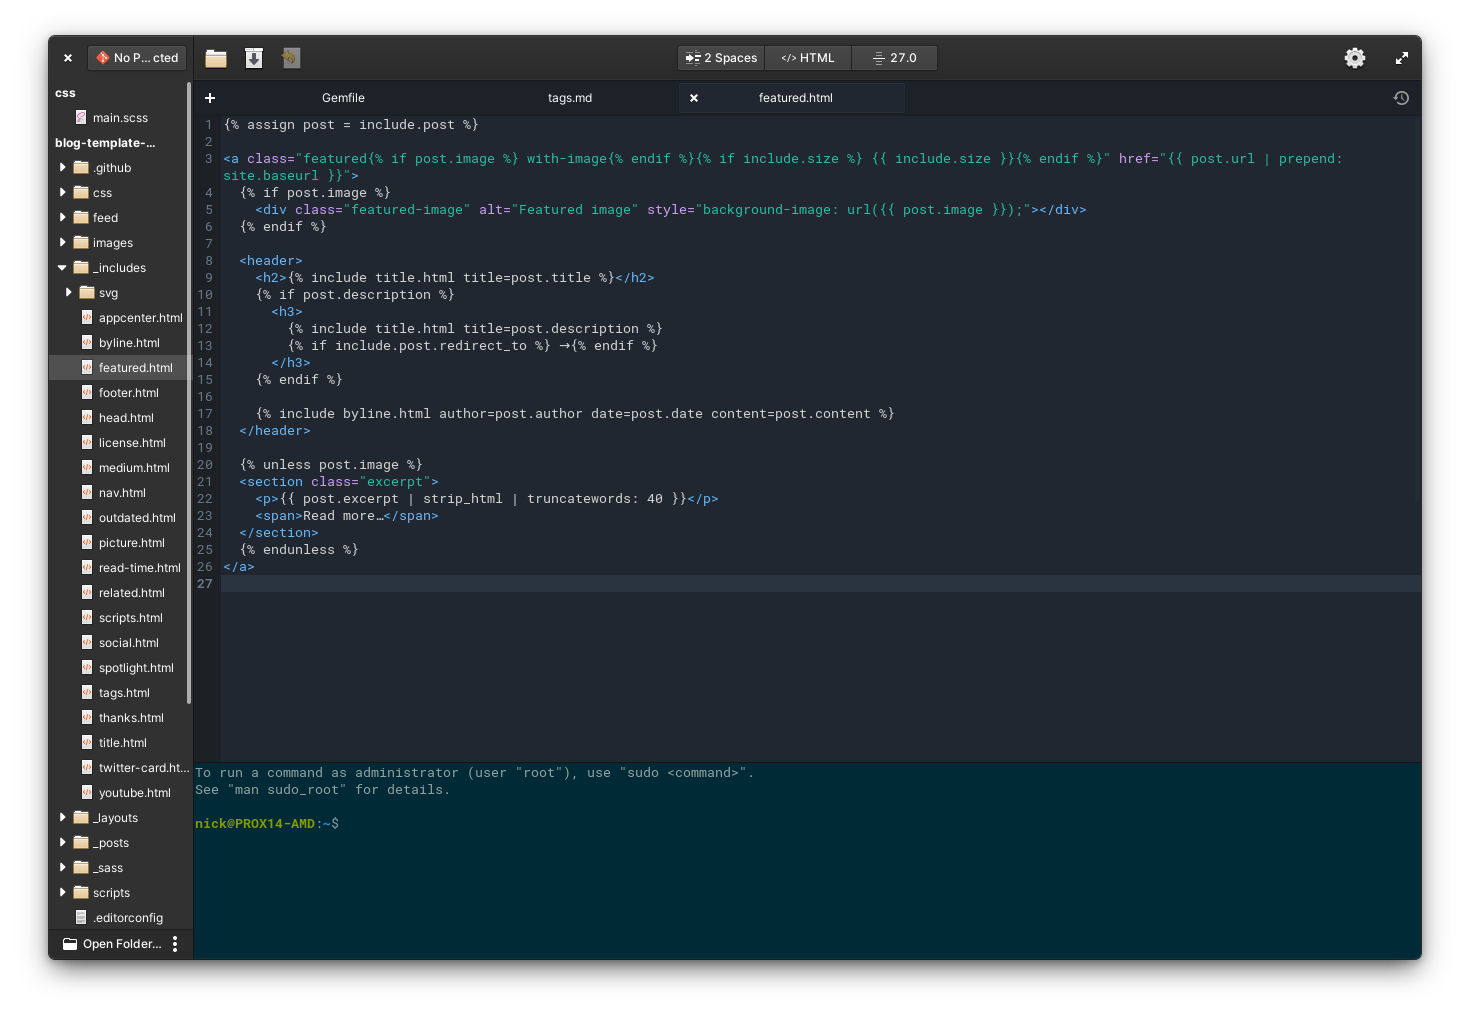 No P... cted
2 Spaces
HTML
27.0
css
main.scss
blog-template-...
.github
css
feed
images
_includes
svg
appcenter.html
byline.html
featured.html
footer.html
head.html
license.html
medium.html
nav.html
outdated.html
picture.html
read-time.html
related.html
scripts.html
social.html
spotlight.html
tags.html
thanks.html
title.html
twitter-card.ht...
youtube.html
_layouts
_posts
_sass
scripts
.editorconfig
Open Folder...
Gemfile
tags.md
featured.html
1 {% assign post = include.post %}
2
3 <a class="featured{% if post.image %} with-image{% endif %}{% if include.size %} {{ include.size }}{% endif %}" href="{{ post.url | prepend:
site.baseurl }}">
4   {% if post.image %}
5     <div class="featured-image" alt="Featured image" style="background-image: url({{ post.image }});"></div>
6   {% endif %}
7
8   <header>
9     <h2>{% include title.html title=post.title %}</h2>
10     {% if post.description %}
11       <h3>
12         {% include title.html title=post.description %}
13         {% if include.post.redirect_to %} →{% endif %}
14       </h3>
15     {% endif %}
16
17     {% include byline.html author=post.author date=post.date content=post.content %}
18   </header>
19
20   {% unless post.image %}
21   <section class="excerpt">
22     <p>{{ post.excerpt | strip_html | truncatewords: 40 }}</p>
23     <span>Read more…</span>
24   </section>
25   {% endunless %}
26 </a>
27
To run a command as administrator (user "root"), use "sudo <command>".
See "man sudo_root" for details.
nick@PROX14-AMD:~$